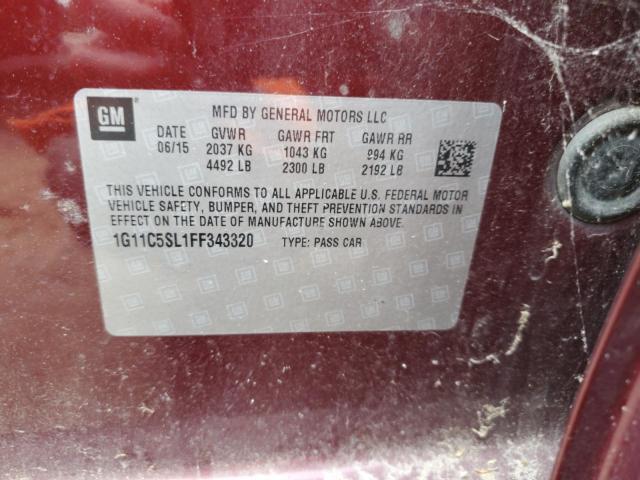 GM
MFD BY GENERAL MOTORS LLC
DATE GVWR GAWR FRT GAWR RR
06/15 2037 KG 1043 KG 994 KG
4492 LB 2300 LB 2192 LB
THIS VEHICLE CONFORMS TO ALL APPLICABLE U.S. FEDERAL MOTOR
VEHICLE SAFETY, BUMPER, AND THEFT PREVENTION STANDARDS IN
EFFECT ON THE DATE OF MANUFACTURE SHOWN ABOVE.
1G11C5SL1FF343320 TYPE: PASS CAR